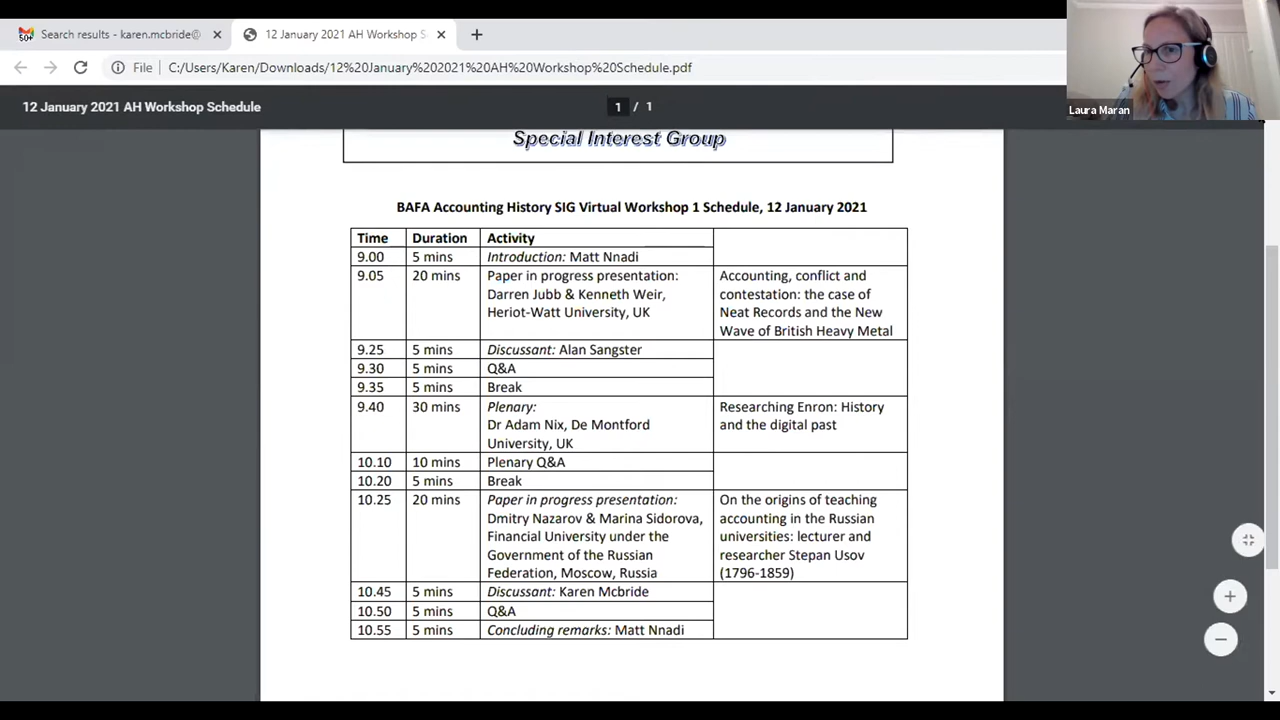 Search results - karen.mcbride@
12 January 2021 AH Workshop S
File
C:/Users/Karen/Downloads/12%20January%202021%20AH%20Workshop%20Schedule.pdf
Laura Maran
12 January 2021 AH Workshop Schedule
1 / 1
Special Interest Group
BAFA Accounting History SIG Virtual Workshop 1 Schedule, 12 January 2021
Time Duration Activity
9.00 5 mins Introduction: Matt Nnadi
9.05 20 mins Paper in progress presentation: Accounting, conflict and
Darren Jubb & Kenneth Weir, contestation: the case of
Heriot-Watt University, UK Neat Records and the New
Wave of British Heavy Metal
9.25 5 mins Discussant: Alan Sangster
9.30 5 mins Q&A
9.35 5 mins Break
9.40 30 mins Plenary: Researching Enron: History
Dr Adam Nix, De Montford and the digital past
University, UK
10.10 10 mins Plenary Q&A
10.20 5 mins Break
10.25 20 mins Paper in progress presentation: On the origins of teaching
Dmitry Nazarov & Marina Sidorova, accounting in the Russian
Financial University under the universities: lecturer and
Government of the Russian researcher Stepan Usov
Federation, Moscow, Russia (1796-1859)
10.45 5 mins Discussant: Karen Mcbride
10.50 5 mins Q&A
10.55 5 mins Concluding remarks: Matt Nnadi